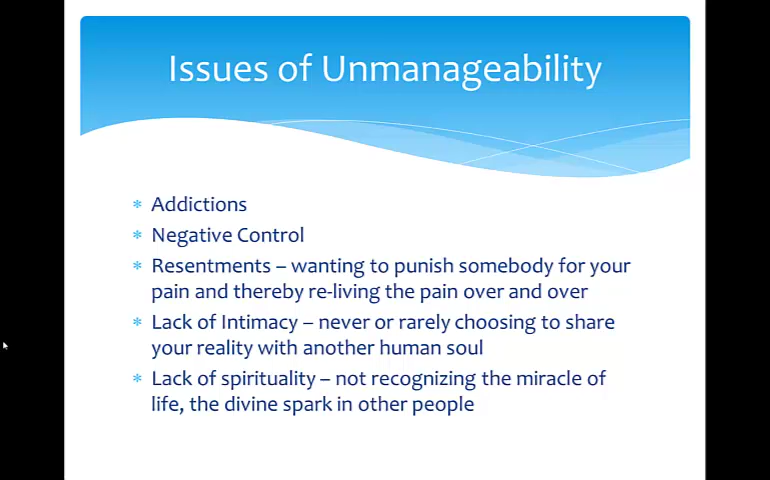 Issues of Unmanageability
* Addictions
* Negative Control
* Resentments – wanting to punish somebody for your
pain and thereby re-living the pain over and over
* Lack of Intimacy – never or rarely choosing to share
your reality with another human soul
* Lack of spirituality – not recognizing the miracle of
life, the divine spark in other people